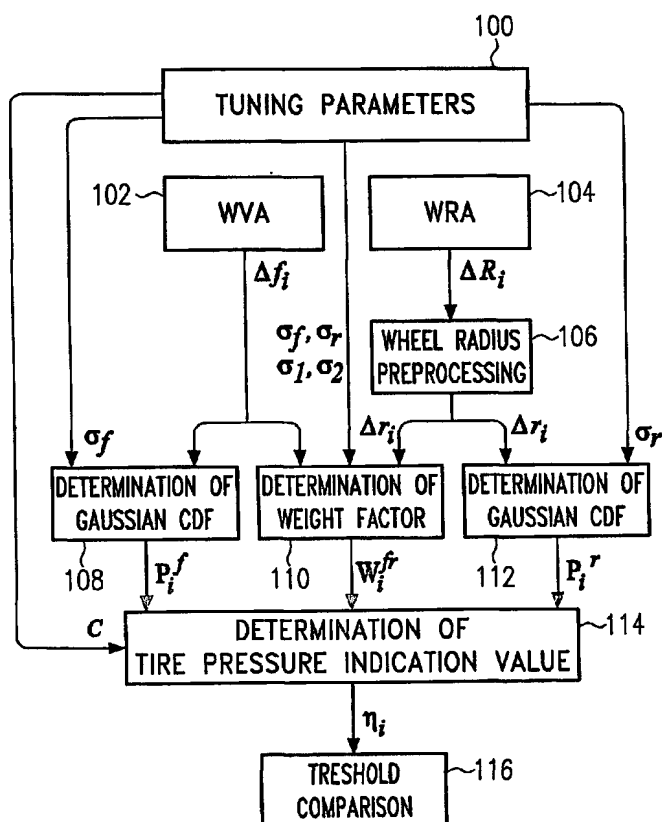 100
TUNING PARAMETERS
102
WVA
WRA
104
Δf_i
ΔR_i
σ_f, σ_r
σ_1, σ_2
WHEEL RADIUS
PREPROCESSING
106
σ_f
Δr_i
Δr_i
σ_r
DETERMINATION OF
GAUSSIAN CDF
DETERMINATION OF
WEIGHT FACTOR
DETERMINATION OF
GAUSSIAN CDF
108
P_i^f
110
W_i^fr
112
P_i^r
C
DETERMINATION OF
TIRE PRESSURE INDICATION VALUE
114
η_i
TRESHOLD
COMPARISON
116